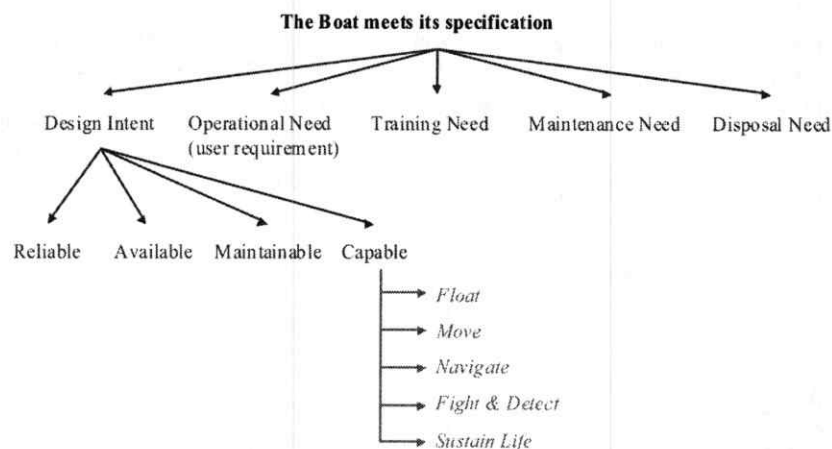 The Boat meets its specification
Design Intent
Operational Need
(user requirement)
Training Need
Maintenance Need
Disposal Need
Reliable
Available
Maintainable
Capable
Float
Move
Navigate
Fight & Detect
Sustain Life